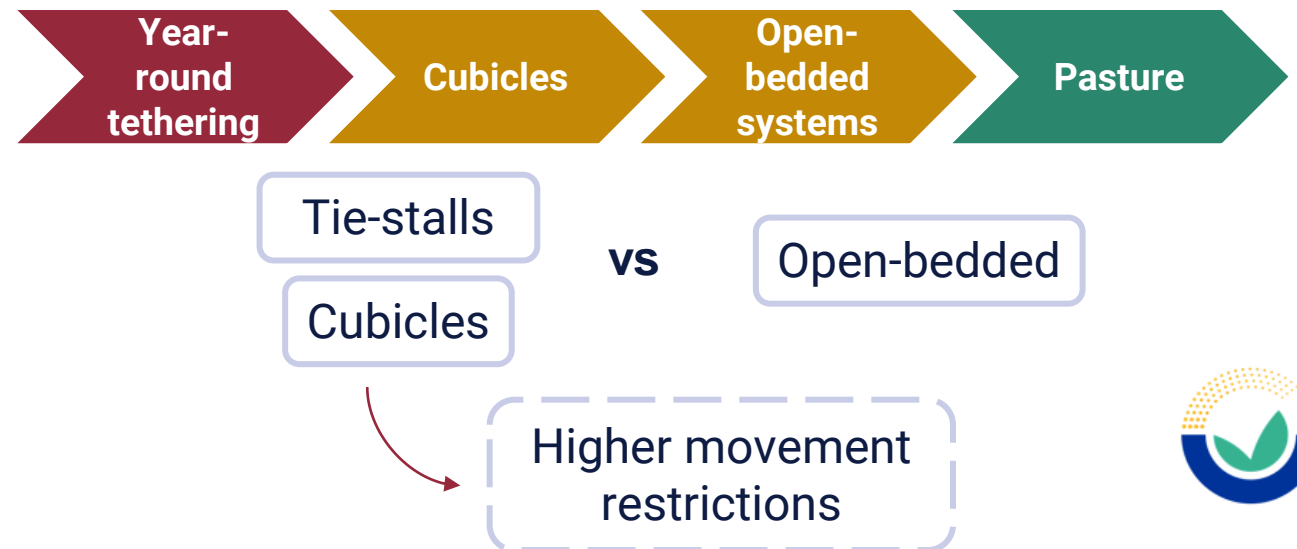 Year-
round
tethering
Cubicles
Open-
bedded
systems
Pasture
Tie-stalls
Cubicles
vs
Open-bedded
Higher movement
restrictions